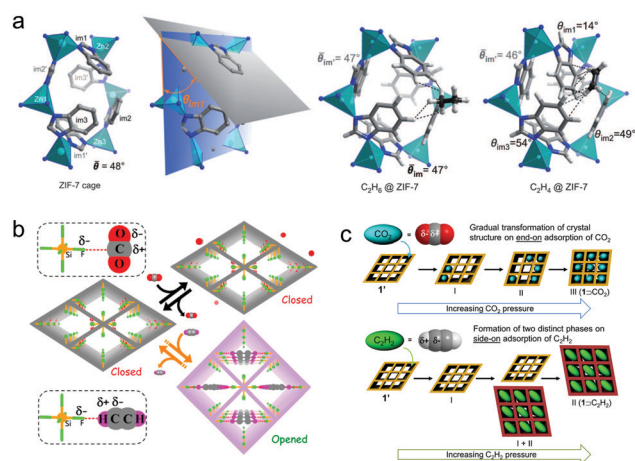 a
im1
Zn2
im2'
im3'
Zn1
im3
im2
Zn3
im1'
θ̄ = 48°
ZIF-7 cage
θim1
θ̄im' = 47°
θ̄im = 47°
C2H6 @ ZIF-7
θim1= 14°
θ̄im' = 46°
θim2=49°
θim3=54°
C2H4 @ ZIF-7
b
δ-
Si
F
O
C
O
δ-
δ+
δ-
Closed
Closed
Opened
δ-
δ+ δ-
Si
F
H C C H
c
CO2
=
δ- δ+
Gradual transformation of crystal
structure on end-on adsorption of CO2
1'
I
II
III (1⊃CO2)
Increasing CO2 pressure
C2H2
=
δ+ δ-
Formation of two distinct phases on
side-on adsorption of C2H2
1'
I
I + II
II (1⊃C2H2)
Increasing C2H2 pressure